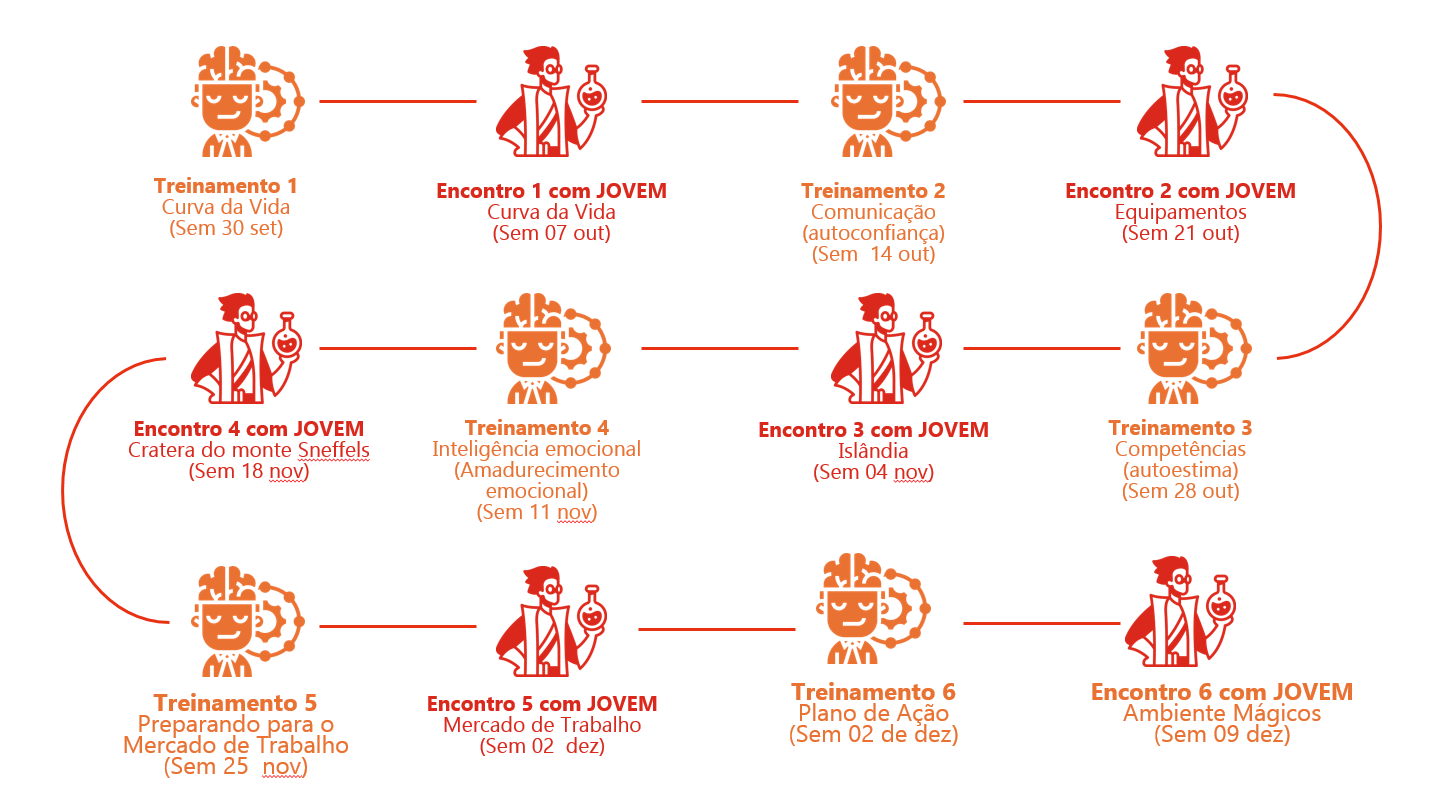 Treinamento 1
Curva da Vida
(Sem 30 set)
Encontro 1 com JOVEM
Curva da Vida
(Sem 07 out)
Treinamento 2
Comunicação
(autoconfiança)
(Sem  14 out)
Encontro 2 com JOVEM
Equipamentos
(Sem 21 out)
Encontro 4 com JOVEM
Cratera do monte Sneffels
(Sem 18 nov)
Treinamento 4
Inteligência emocional
(Amadurecimento
emocional)
(Sem 11 nov)
Encontro 3 com JOVEM
Islândia
(Sem 04 nov)
Treinamento 3
Competências
(autoestima)
(Sem 28 out)
Treinamento 5
Preparando para o
Mercado de Trabalho
(Sem 25  nov)
Encontro 5 com JOVEM
Mercado de Trabalho
(Sem 02  dez)
Treinamento 6
Plano de Ação
(Sem 02 de dez)
Encontro 6 com JOVEM
Ambiente Mágicos
(Sem 09 dez)